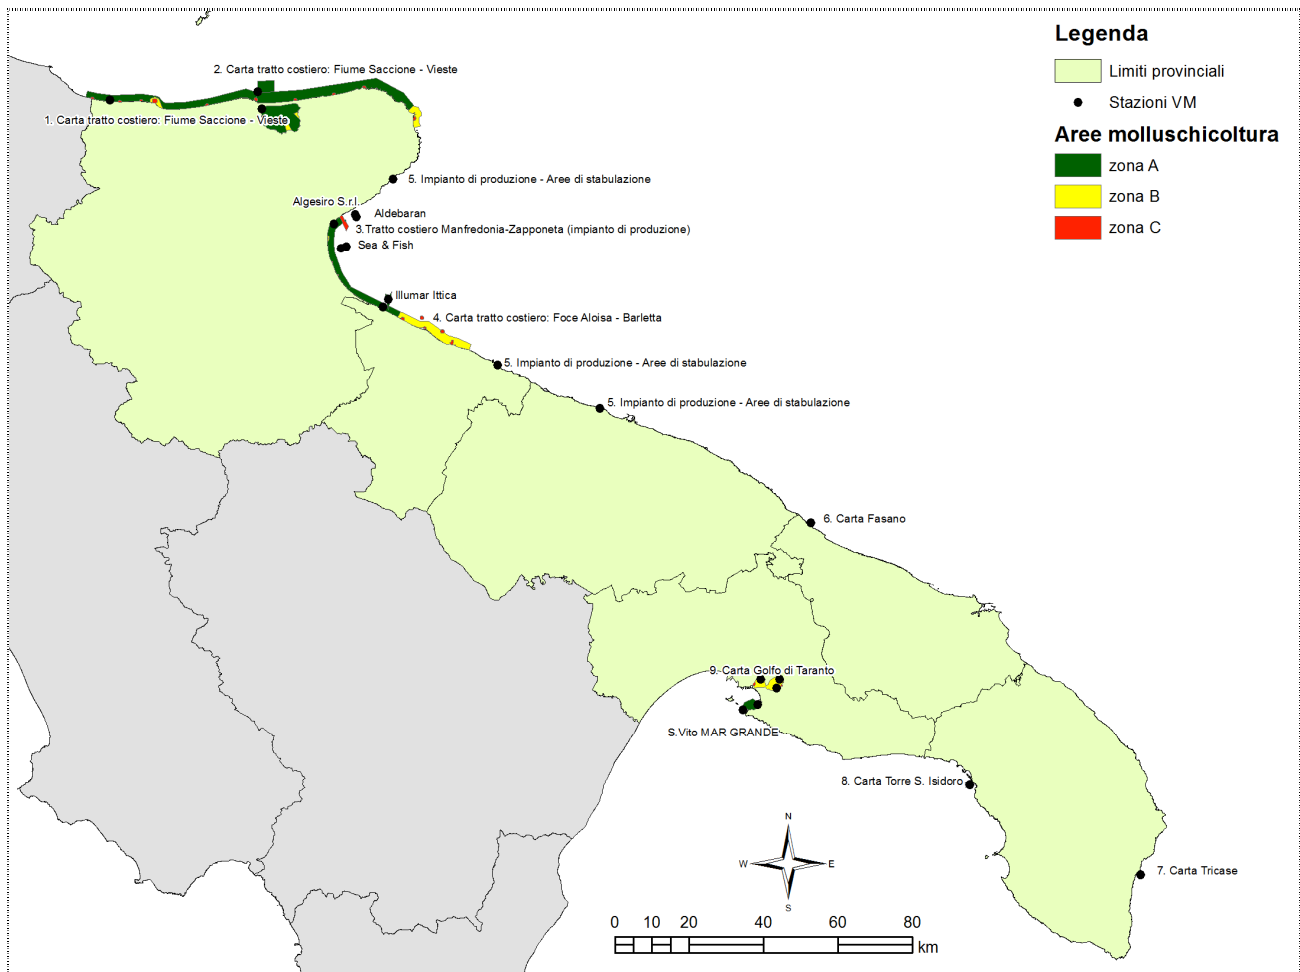 Legenda
Limiti provinciali
Stazioni VM
Aree molluschicoltura
zona A
zona B
zona C
2. Carta tratto costiero: Fiume Saccione - Vieste
1. Carta tratto costiero: Fiume Saccione - Vieste
5. Impianto di produzione - Aree di stabulazione
Algesiro S.r.l.
Aldebaran
3.Tratto costiero Manfredonia-Zapponeta (impianto di produzione)
Sea & Fish
Illumar Ittica
4. Carta tratto costiero: Foce Aloisa - Barletta
5. Impianto di produzione - Aree di stabulazione
5. Impianto di produzione - Aree di stabulazione
6. Carta Fasano
9. Carta Golfo di Taranto
S.Vito MAR GRANDE
8. Carta Torre S. Isidoro
7. Carta Tricase
N
W
E
S
0 10 20 40 60 80
km